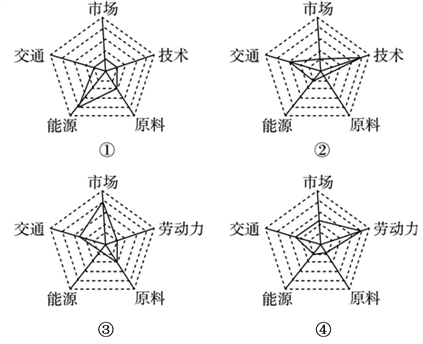 市场 市场
交通 技术 交通 技术
能源 原料 能源 原料
① ②
市场 市场
交通 劳动力 交通 劳动力
能源 原料 能源 原料
③ ④